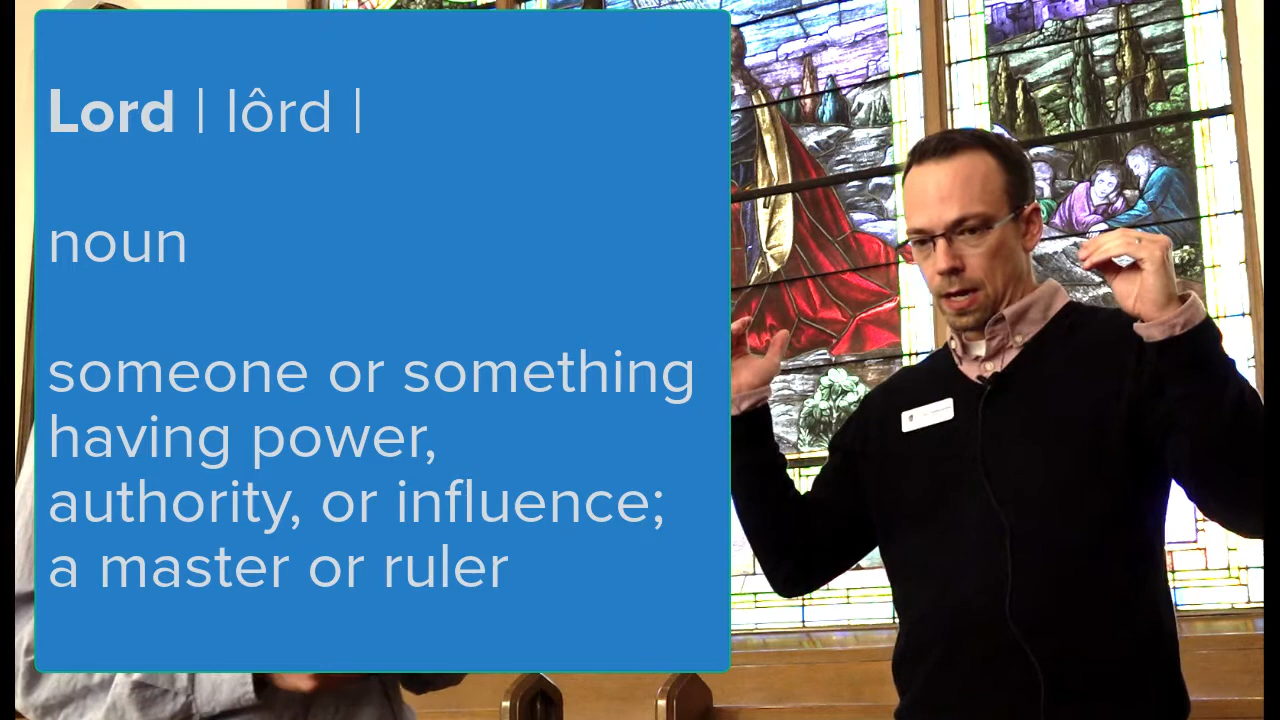 Lord | lôrd |
noun
someone or something
having power,
authority, or influence;
a master or ruler